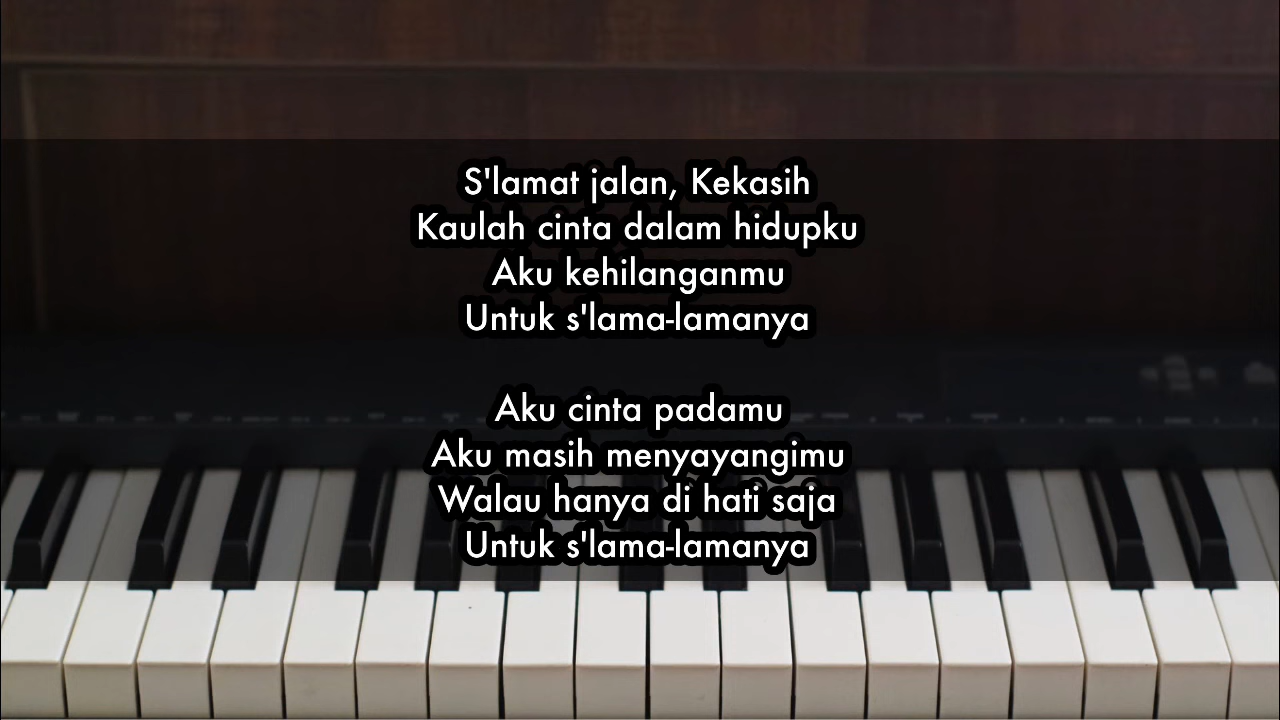 S'lamat jalan, Kekasih
Kaulah cinta dalam hidupku
Aku kehilanganmu
Untuk s'lama-lamanya
Aku cinta padamu
Aku masih menyayangimu
Walau hanya di hati saja
Untuk s'lama-lamanya